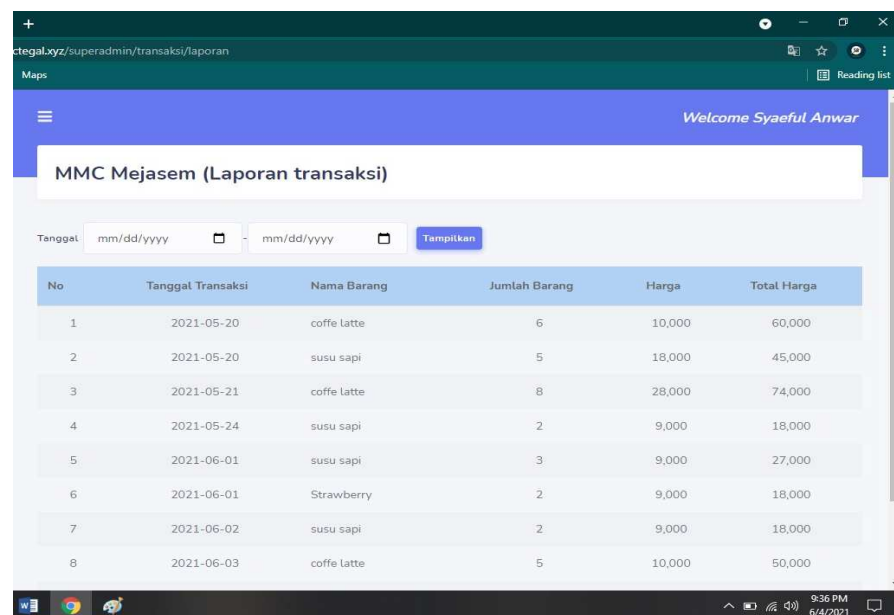 ctegal.xyz/superadmin/transaksi/laporan
Maps
Reading list
Welcome Syaeful Anwar
MMC Mejasem (Laporan transaksi)
Tanggal mm/dd/yyyy - mm/dd/yyyy Tampilkan
No Tanggal Transaksi Nama Barang Jumlah Barang Harga Total Harga
1 2021-05-20 coffe latte 6 10,000 60,000
2 2021-05-20 susu sapi 5 18,000 45,000
3 2021-05-21 coffe latte 8 28,000 74,000
4 2021-05-24 susu sapi 2 9,000 18,000
5 2021-06-01 susu sapi 3 9,000 27,000
6 2021-06-01 Strawberry 2 9,000 18,000
7 2021-06-02 susu sapi 2 9,000 18,000
8 2021-06-03 coffe latte 5 10,000 50,000
9:36 PM
6/4/2021